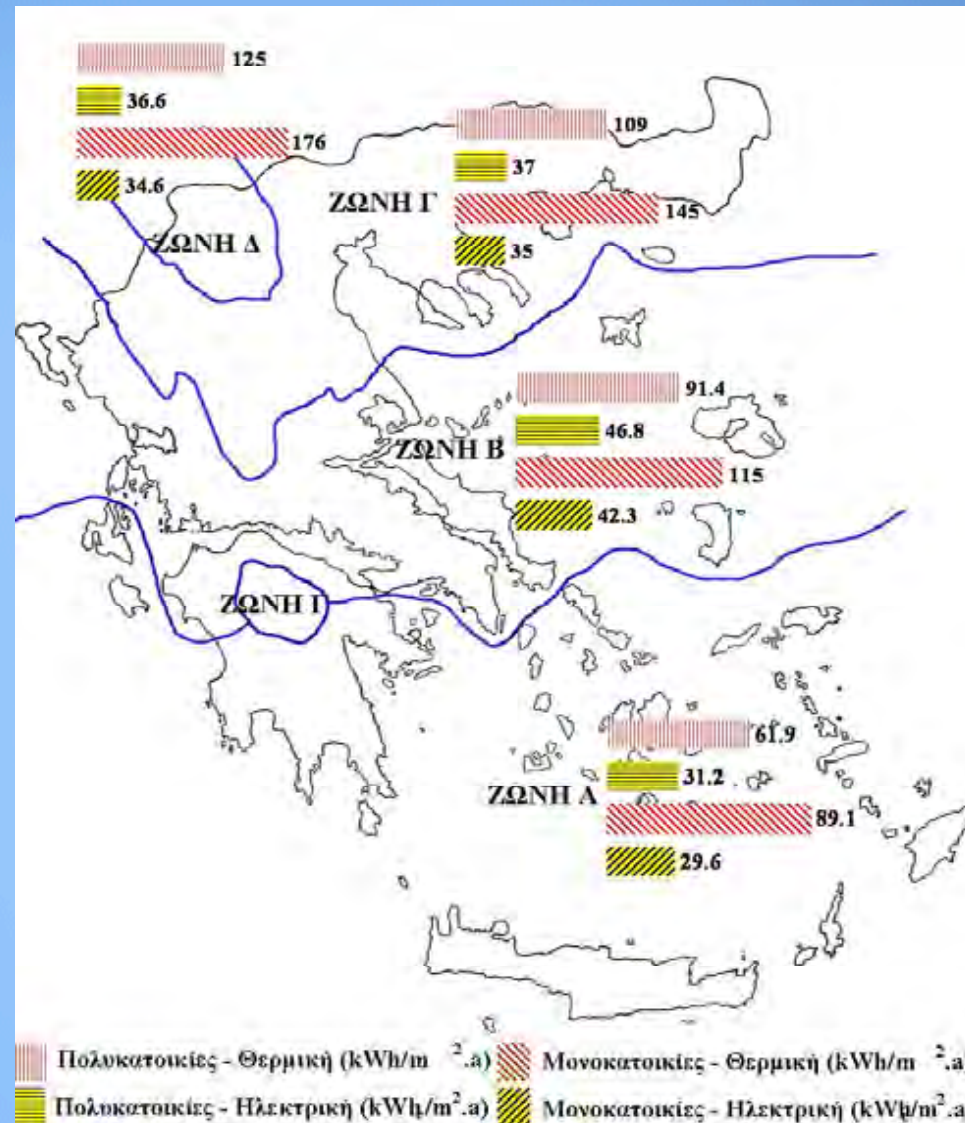 125
36.6
176
34.6
ΖΩΝΗ Δ
109
37
145
35
ΖΩΝΗ Γ
91.4
46.8
115
42.3
ΖΩΝΗ Β
ΖΩΝΗ Γ
61.9
31.2
89.1
29.6
ΖΩΝΗ Α
Πολυκατοικίες - Θερμική (kWh/m ².a)
Μονοκατοικίες - Θερμική (kWh/m ².a
Πολυκατοικίες - Ηλεκτρική (kWh/m².a)
Μονοκατοικίες - Ηλεκτρική (kWh/m².a